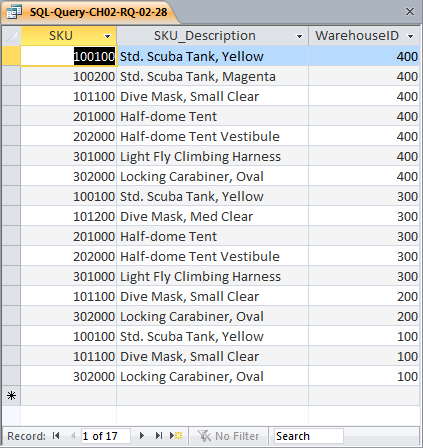 SQL-Query-CH02-RQ-02-28
SKU SKU_Description WarehouseID
100100 Std. Scuba Tank, Yellow 400
100200 Std. Scuba Tank, Magenta 400
101100 Dive Mask, Small Clear 400
201000 Half-dome Tent 400
202000 Half-dome Tent Vestibule 400
301000 Light Fly Climbing Harness 400
302000 Locking Carabiner, Oval 400
100100 Std. Scuba Tank, Yellow 300
101200 Dive Mask, Med Clear 300
201000 Half-dome Tent 300
202000 Half-dome Tent Vestibule 300
301000 Light Fly Climbing Harness 300
101100 Dive Mask, Small Clear 200
302000 Locking Carabiner, Oval 200
100100 Std. Scuba Tank, Yellow 100
101100 Dive Mask, Small Clear 100
302000 Locking Carabiner, Oval 100
Record: 1 of 17 No Filter Search